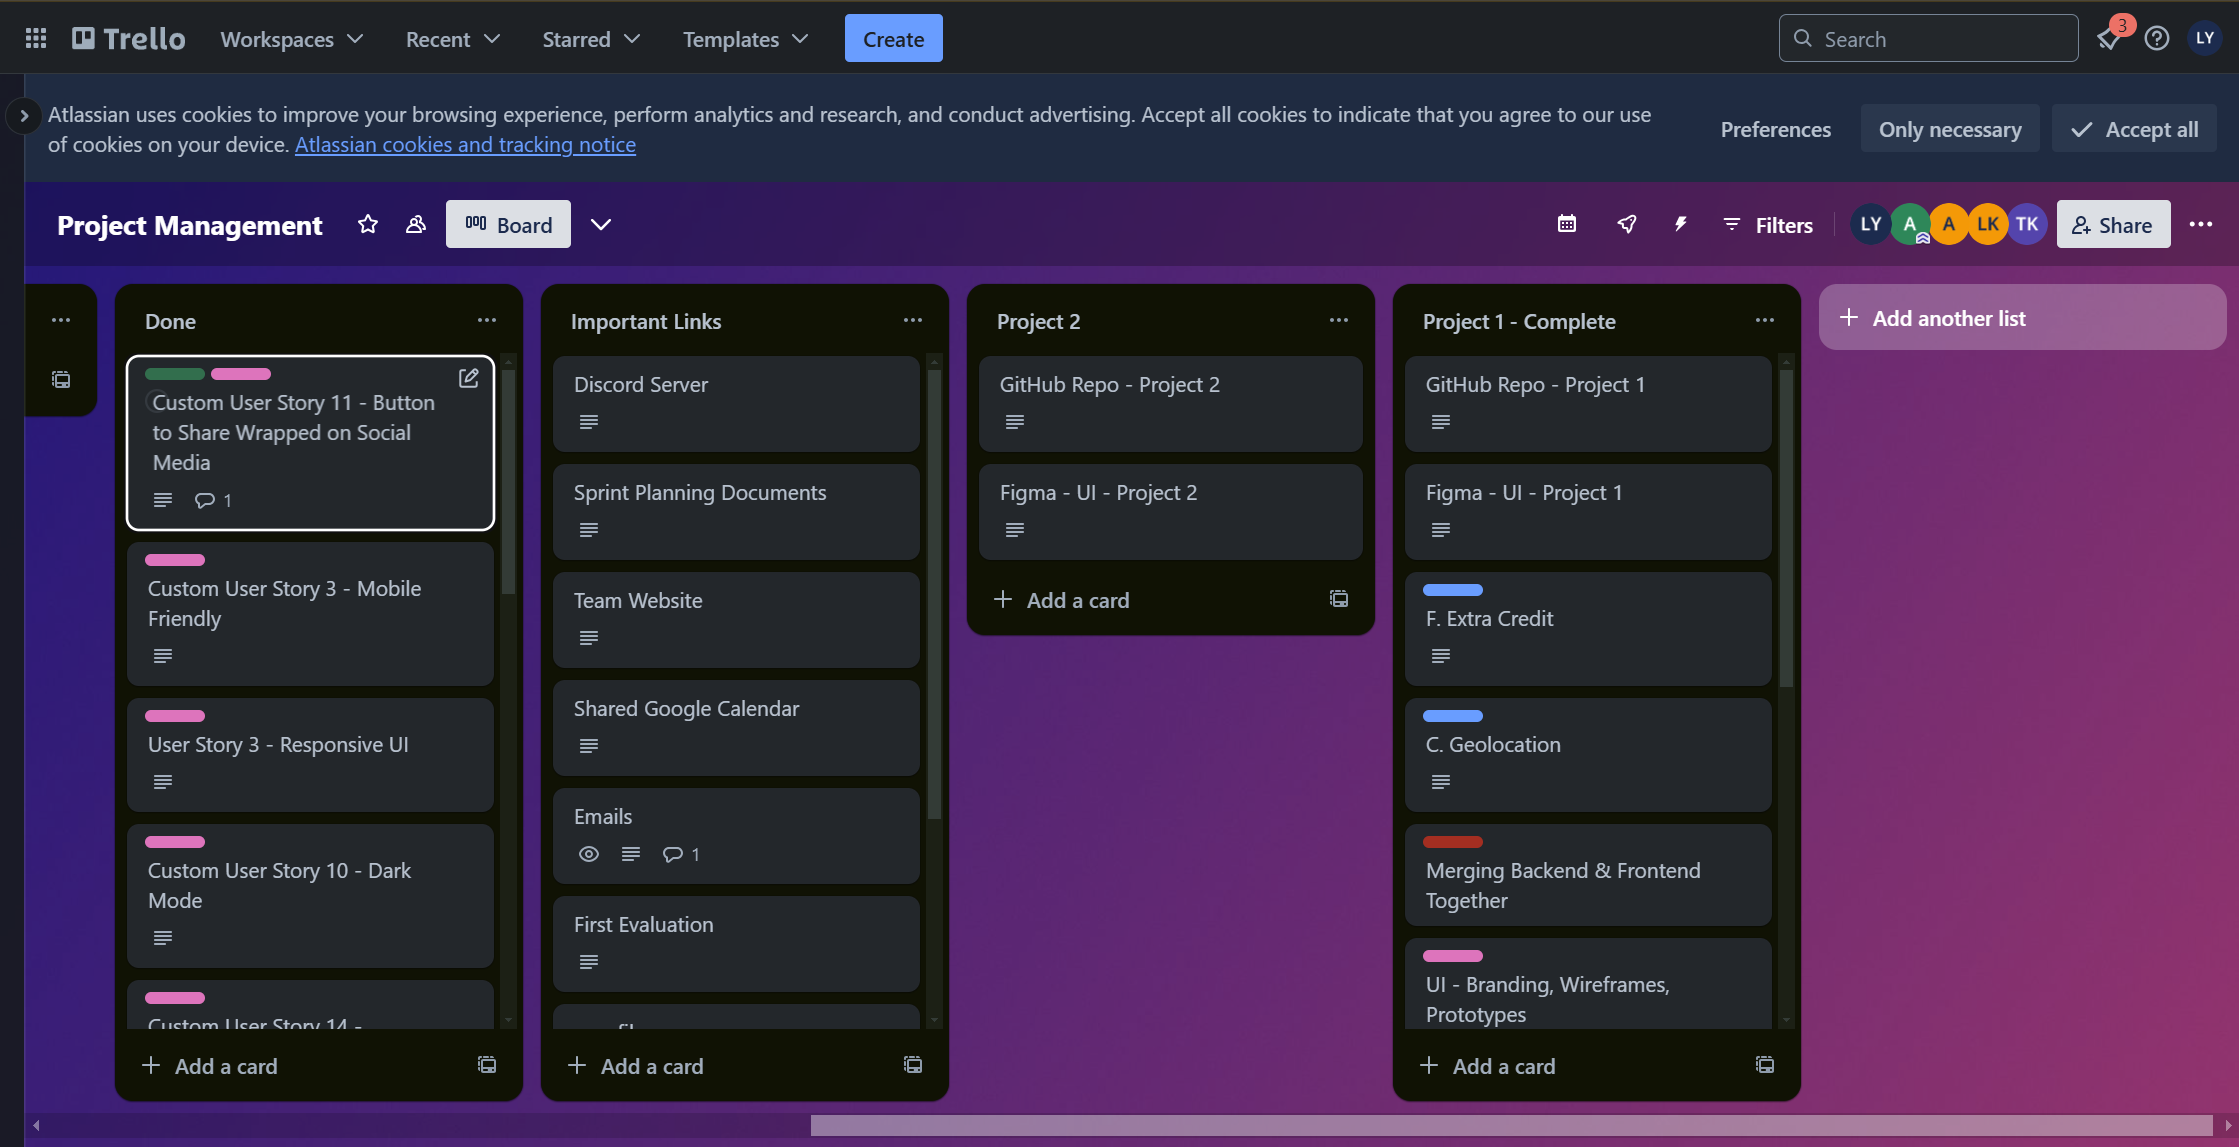 Trello
Workspaces
Recent
Starred
Templates
Create
Search
3
LY
Atlassian uses cookies to improve your browsing experience, perform analytics and research, and conduct advertising. Accept all cookies to indicate that you agree to our use
of cookies on your device. Atlassian cookies and tracking notice
Preferences
Only necessary
Accept all
Project Management
Board
Filters
LY
A
A
LK
TK
Share
Done
Custom User Story 11 - Button
to Share Wrapped on Social
Media
1
Custom User Story 3 - Mobile
Friendly
User Story 3 - Responsive UI
Custom User Story 10 - Dark
Mode
Custom User Story 14 -
Add a card
Important Links
Discord Server
Sprint Planning Documents
Team Website
Shared Google Calendar
Emails
1
First Evaluation
Add a card
Project 2
GitHub Repo - Project 2
Figma - UI - Project 2
Add a card
Project 1 - Complete
GitHub Repo - Project 1
Figma - UI - Project 1
F. Extra Credit
C. Geolocation
Merging Backend & Frontend
Together
UI - Branding, Wireframes,
Prototypes
Add a card
Add another list